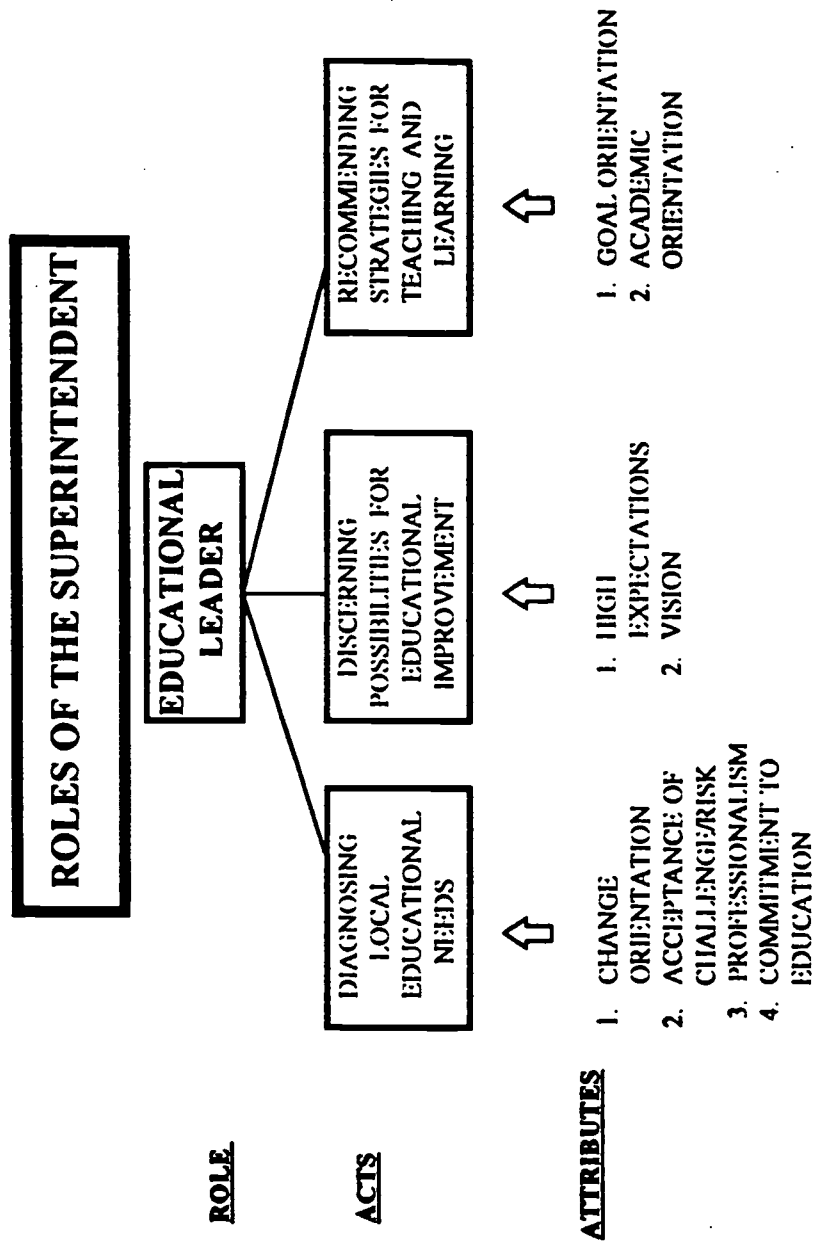 ROLES OF THE SUPERINTENDENT
ROLE
EDUCATIONAL
LEADER
ACTS
DIAGNOSING
LOCAL
EDUCATIONAL
NEEDS
DISCERNING
POSSIBILITIES FOR
EDUCATIONAL
IMPROVEMENT
RECOMMENDING
STRATEGIES FOR
TEACHING AND
LEARNING
ATTRIBUTES
1. CHANGE
ORIENTATION
2. ACCEPTANCE OF
CHALLENGE/RISK
3. PROFESSIONALISM
4. COMMITMENT TO
EDUCATION
1. HIGH
EXPECTATIONS
2. VISION
1. GOAL ORIENTATION
2. ACADEMIC
ORIENTATION